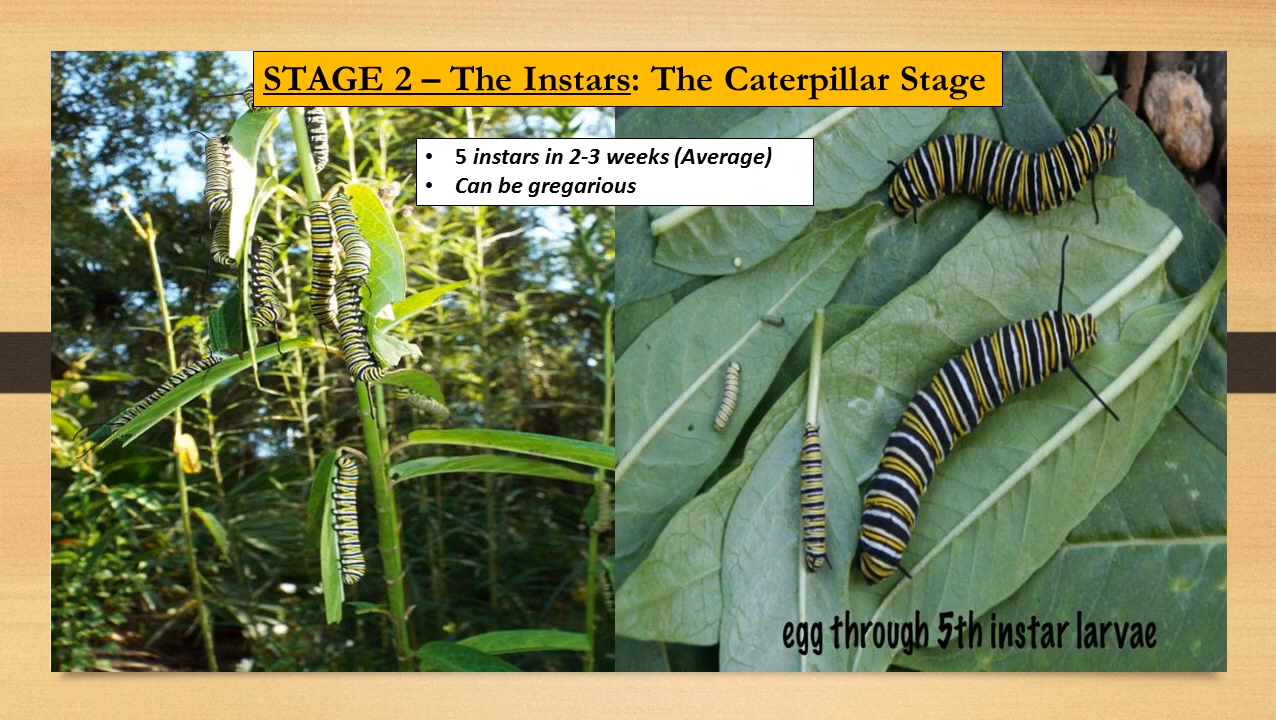 STAGE 2 – The Instars: The Caterpillar Stage
• 5 instars in 2-3 weeks (Average)
• Can be gregarious
egg through 5th instar larvae